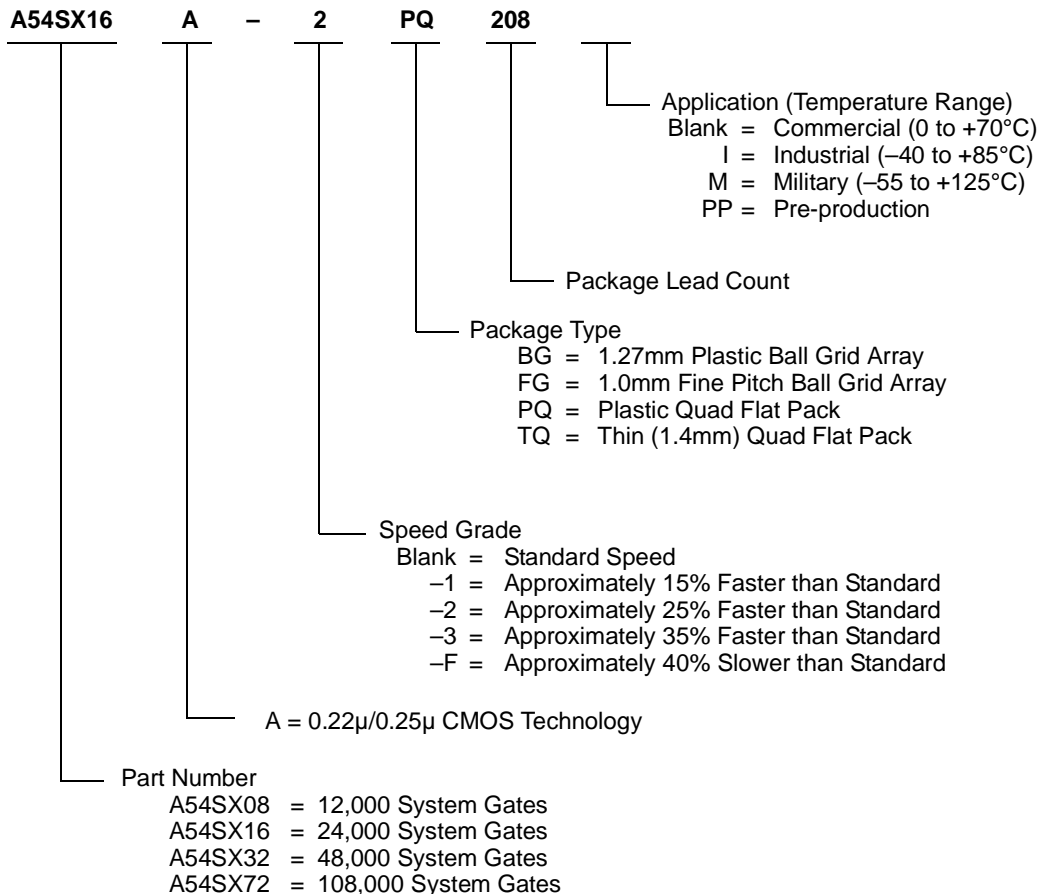 A54SX16 A – 2 PQ 208
Application (Temperature Range)
Blank = Commercial (0 to +70°C)
I = Industrial (–40 to +85°C)
M = Military (–55 to +125°C)
PP = Pre-production
Package Lead Count
Package Type
BG = 1.27mm Plastic Ball Grid Array
FG = 1.0mm Fine Pitch Ball Grid Array
PQ = Plastic Quad Flat Pack
TQ = Thin (1.4mm) Quad Flat Pack
Speed Grade
Blank = Standard Speed
–1 = Approximately 15% Faster than Standard
–2 = Approximately 25% Faster than Standard
–3 = Approximately 35% Faster than Standard
–F = Approximately 40% Slower than Standard
A = 0.22µ/0.25µ CMOS Technology
Part Number
A54SX08 = 12,000 System Gates
A54SX16 = 24,000 System Gates
A54SX32 = 48,000 System Gates
A54SX72 = 108,000 System Gates